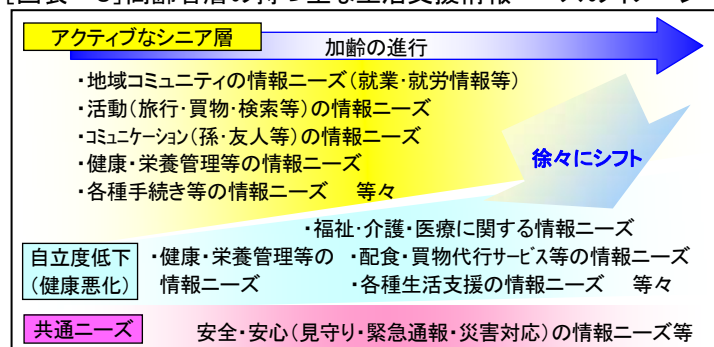 アクティブなシニア層
加齢の進行
・地域コミュニティの情報ニーズ(就業・就労情報等)
・活動(旅行・買物・検索等)の情報ニーズ
・ｺﾐｭﾆｹｰｼｮﾝ(孫・友人等)の情報ニーズ
・健康・栄養管理等の情報ニーズ
・各種手続き等の情報ニーズ　等々
徐々にシフト
自立度低下
(健康悪化)
・健康・栄養管理等の
情報ニーズ
・福祉・介護・医療に関する情報ニーズ
・配食・買物代行ｻｰﾋﾞｽ等の情報ニーズ
・各種生活支援の情報ニーズ　等々
共通ニーズ
安全・安心(見守り・緊急通報・災害対応)の情報ニーズ等